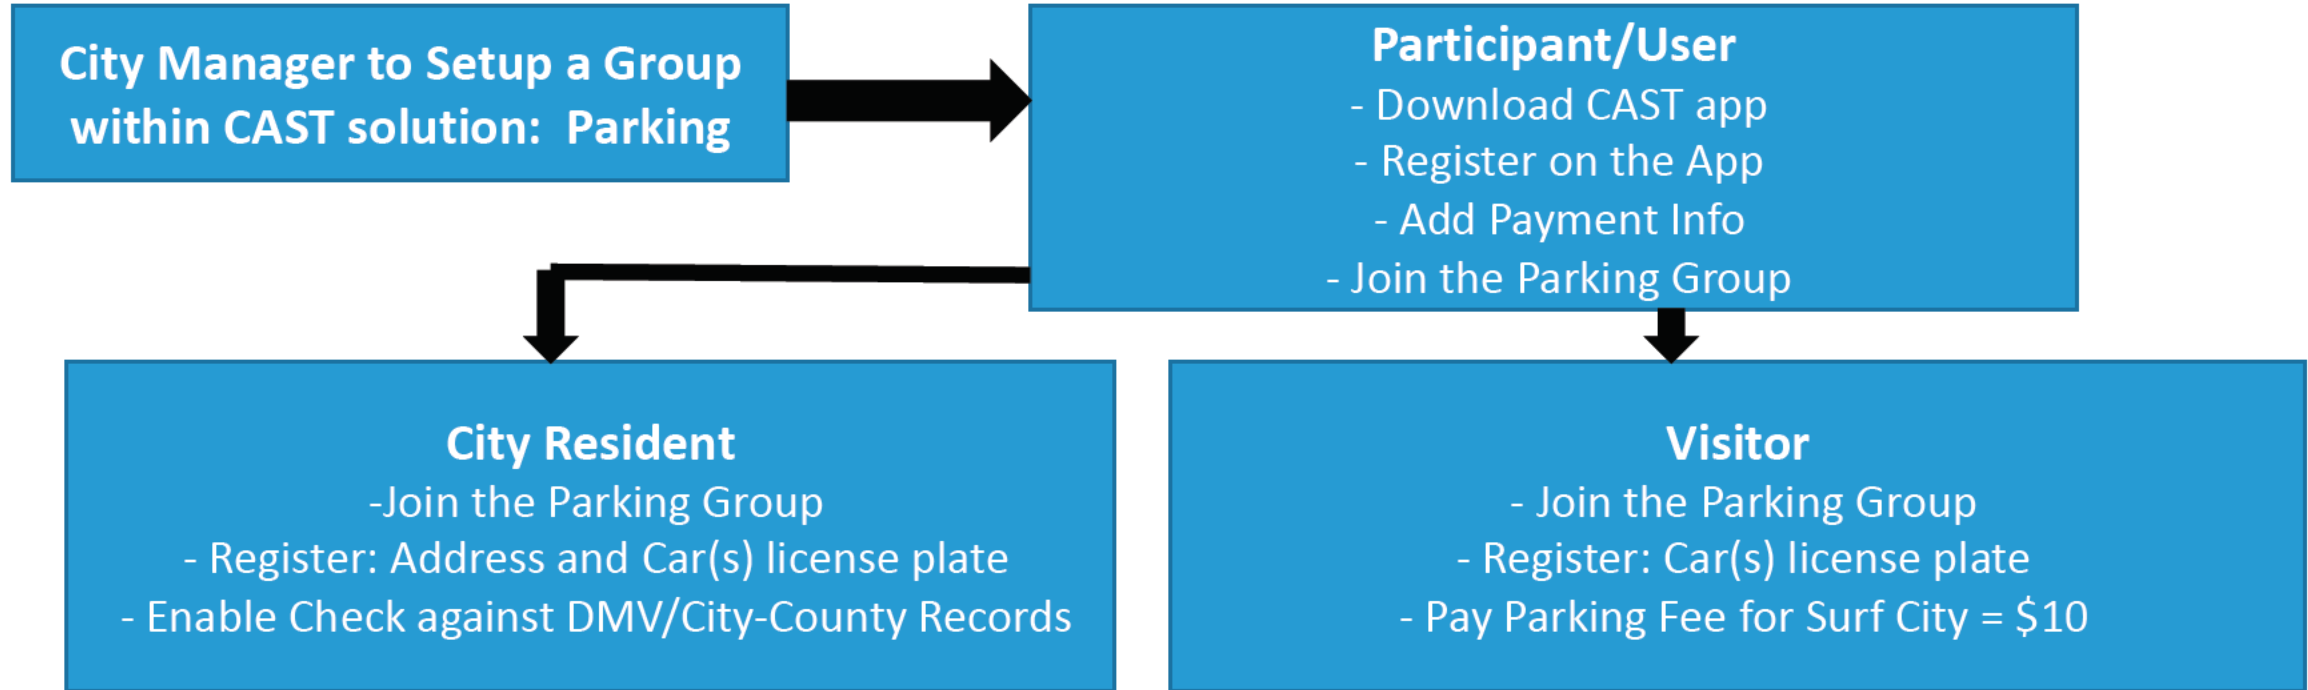 City Manager to Setup a Group
within CAST solution:  Parking
Participant/User
- Download CAST app
- Register on the App
- Add Payment Info
- Join the Parking Group
City Resident
-Join the Parking Group
- Register: Address and Car(s) license plate
- Enable Check against DMV/City-County Records
Visitor
- Join the Parking Group
- Register: Car(s) license plate
- Pay Parking Fee for Surf City = $10